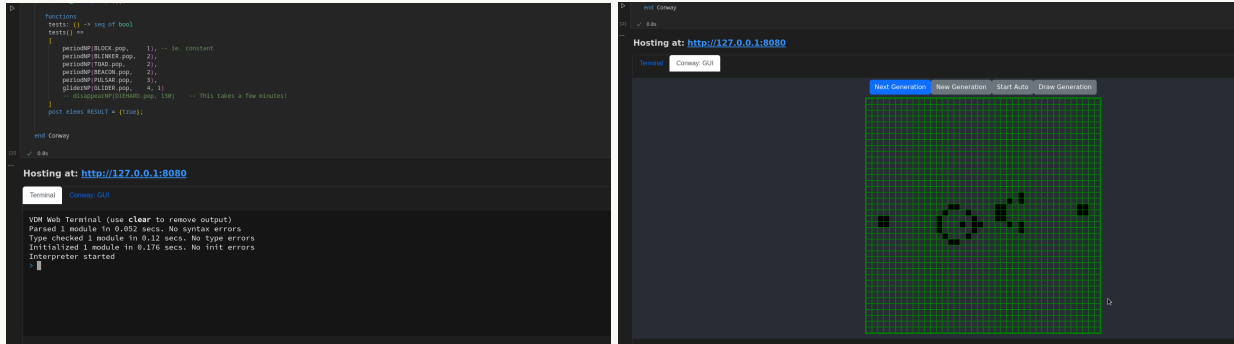 functions
tests: () -> seq of bool
tests() ==
[
periodNP(BLOCK.pop, 1), -- ie. constant
periodNP(BLINKER.pop, 2),
periodNP(TOAD.pop, 2),
periodNP(BEACON.pop, 2),
periodNP(PULSAR.pop, 3),
gliderNP(GLIDER.pop, 4, 1)
-- disappearNP(DIEHARD.pop, 130) -- This takes a few minutes!
]
post elems RESULT = {true};
end Conway
✓ 0.8s
Hosting at: http://127.0.0.1:8080
Terminal Conway: GUI
VDM Web Terminal (use clear to remove output)
Parsed 1 module in 0.052 secs. No syntax errors
Type checked 1 module in 0.12 secs. No type errors
Initialized 1 module in 0.176 secs. No init errors
Interpreter started
>
end Conway
✓ 0.8s
Hosting at: http://127.0.0.1:8080
Terminal Conway: GUI
Next Generation New Generation Start Auto Draw Generation